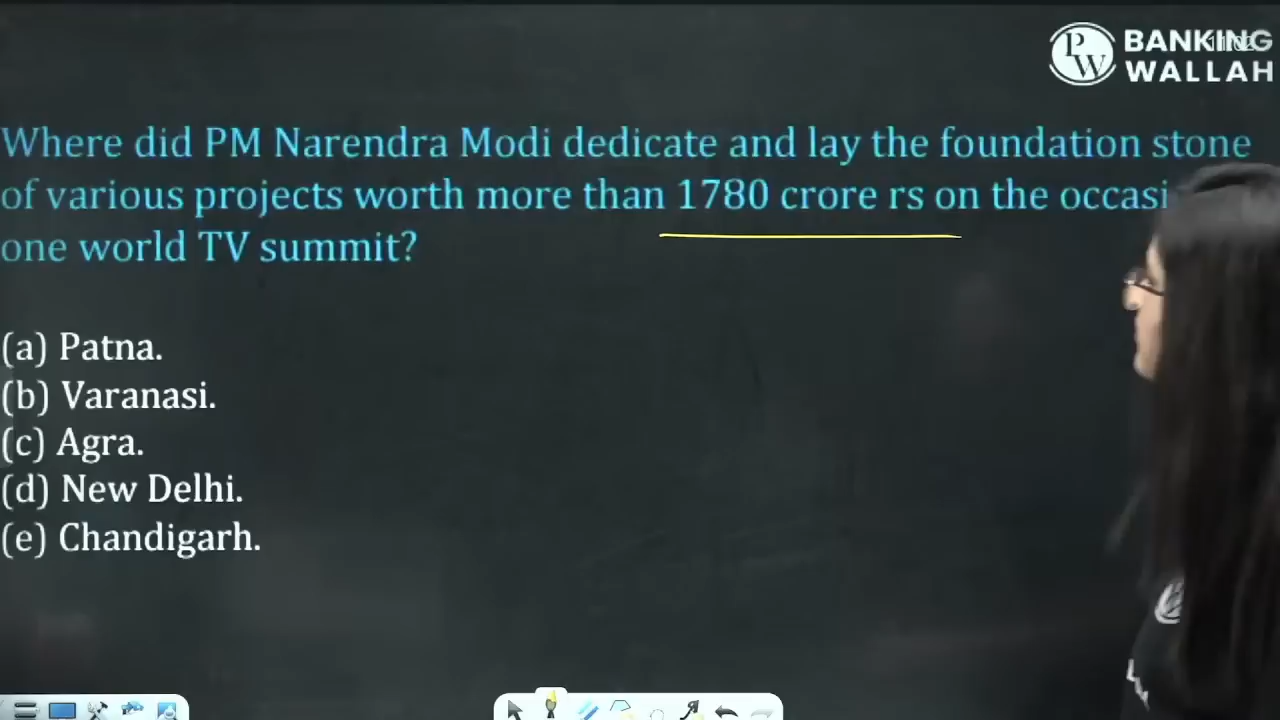 PW BANKING
WALLAH
Where did PM Narendra Modi dedicate and lay the foundation stone
of various projects worth more than 1780 crore rs on the
one world TV summit?
(a) Patna.
(b) Varanasi.
(c) Agra.
(d) New Delhi.
(e) Chandigarh.